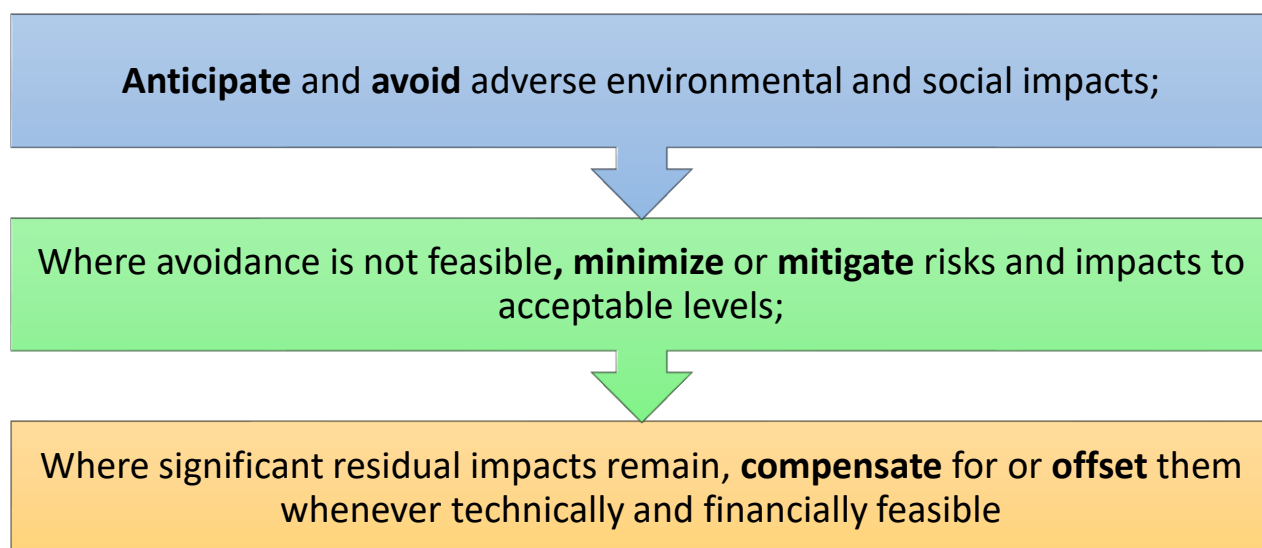 Anticipate and avoid adverse environmental and social impacts;
Where avoidance is not feasible, minimize or mitigate risks and impacts to
acceptable levels;
Where significant residual impacts remain, compensate for or offset them
whenever technically and financially feasible